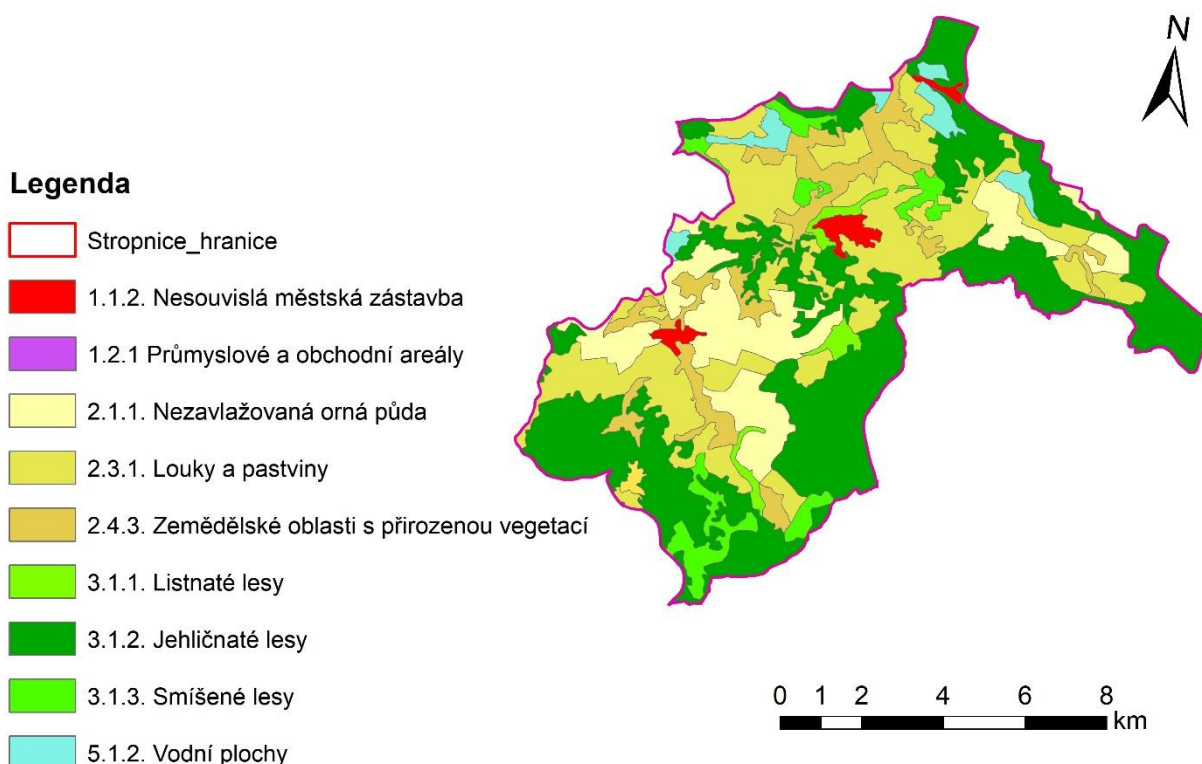 N
Legenda
Stropnice_hranice
1.1.2. Nesouvislá městská zástavba
1.2.1 Průmyslové a obchodní areály
2.1.1. Nezavlažovaná orná půda
2.3.1. Louky a pastviny
2.4.3. Zemědělské oblasti s přirozenou vegetací
3.1.1. Listnaté lesy
3.1.2. Jehličnaté lesy
3.1.3. Smíšené lesy
5.1.2. Vodní plochy
0 1 2 4 6 8
km